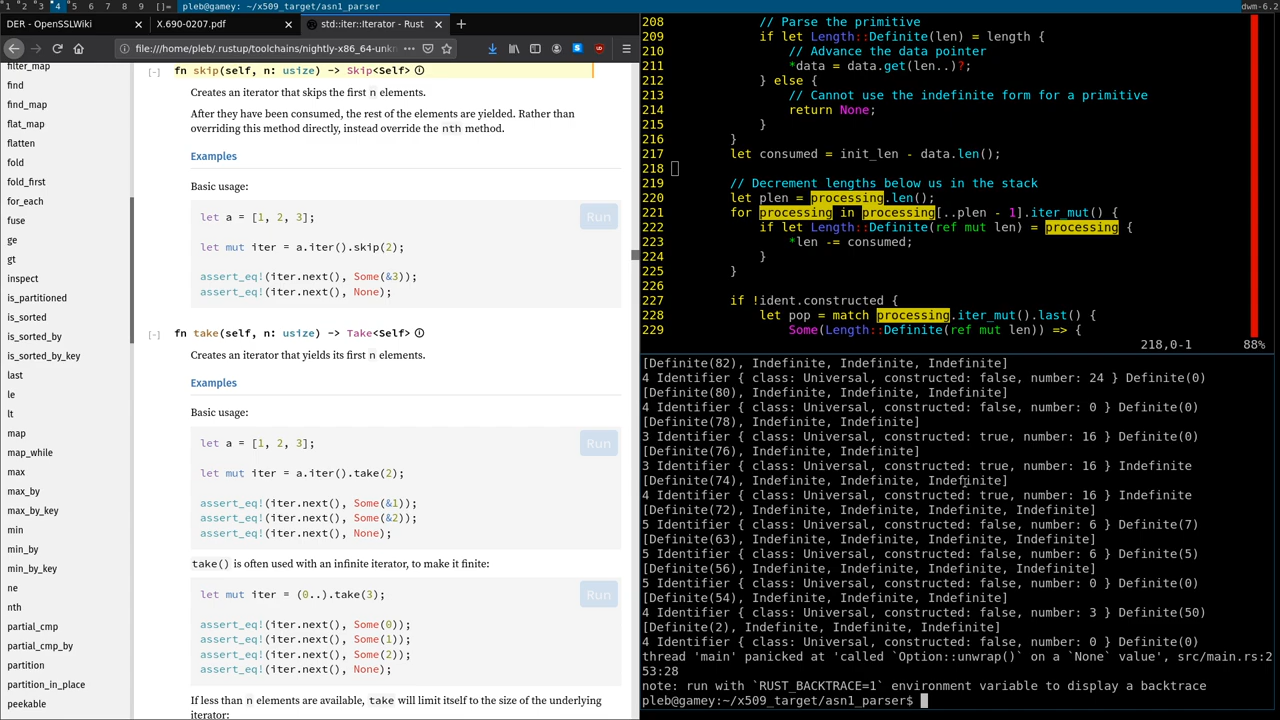 1 2 3 4 5 6 7 8 9 []= pleb@gamey: ~/x509_target/asn1_parser dwm-6.2
DER - OpenSSLWiki X.690-0207.pdf std::iter::Iterator - Rust
file:///home/pleb/.rustup/toolchains/nightly-x86_64-unk
filter_map
find
find_map
flat_map
flatten
fold
fold_first
for_each
fuse
ge
gt
inspect
is_partitioned
is_sorted
is_sorted_by
is_sorted_by_key
last
le
lt
map
map_while
max
max_by
max_by_key
min
min_by
min_by_key
ne
nth
partial_cmp
partial_cmp_by
partition
partition_in_place
peekable
[-] fn skip(self, n: usize) -> Skip<Self> ⓘ
Creates an iterator that skips the first n elements.
After they have been consumed, the rest of the elements are yielded. Rather than
overriding this method directly, instead override the nth method.
Examples
Basic usage:
let a = [1, 2, 3];
Run
let mut iter = a.iter().skip(2);
assert_eq!(iter.next(), Some(&3));
assert_eq!(iter.next(), None);
[-] fn take(self, n: usize) -> Take<Self> ⓘ
Creates an iterator that yields its first n elements.
Examples
Basic usage:
let a = [1, 2, 3];
Run
let mut iter = a.iter().take(2);
assert_eq!(iter.next(), Some(&1));
assert_eq!(iter.next(), Some(&2));
assert_eq!(iter.next(), None);
take() is often used with an infinite iterator, to make it finite:
let mut iter = (0..).take(3);
Run
assert_eq!(iter.next(), Some(0));
assert_eq!(iter.next(), Some(1));
assert_eq!(iter.next(), Some(2));
assert_eq!(iter.next(), None);
If less than n elements are available, take will limit itself to the size of the underlying
iterator:
208 // Parse the primitive
209 if let Length::Definite(len) = length {
210 // Advance the data pointer
211 *data = data.get(len..)?;
212 } else {
213 // Cannot use the indefinite form for a primitive
214 return None;
215 }
216 }
217 let consumed = init_len - data.len();
218
219 // Decrement lengths below us in the stack
220 let plen = processing.len();
221 for processing in processing[..plen - 1].iter_mut() {
222 if let Length::Definite(ref mut len) = processing {
223 *len -= consumed;
224 }
225 }
226
227 if !ident.constructed {
228 let pop = match processing.iter_mut().last() {
229 Some(Length::Definite(ref mut len)) => {
218,0-1 88%
[Definite(82), Indefinite, Indefinite, Indefinite]
4 Identifier { class: Universal, constructed: false, number: 24 } Definite(0)
[Definite(80), Indefinite, Indefinite, Indefinite]
4 Identifier { class: Universal, constructed: false, number: 0 } Definite(0)
[Definite(78), Indefinite, Indefinite]
3 Identifier { class: Universal, constructed: true, number: 16 } Definite(0)
[Definite(76), Indefinite, Indefinite]
3 Identifier { class: Universal, constructed: true, number: 16 } Indefinite
[Definite(74), Indefinite, Indefinite, Indefinite]
4 Identifier { class: Universal, constructed: true, number: 16 } Indefinite
[Definite(72), Indefinite, Indefinite, Indefinite, Indefinite]
5 Identifier { class: Universal, constructed: false, number: 6 } Definite(7)
[Definite(63), Indefinite, Indefinite, Indefinite, Indefinite]
5 Identifier { class: Universal, constructed: false, number: 6 } Definite(5)
[Definite(56), Indefinite, Indefinite, Indefinite, Indefinite]
5 Identifier { class: Universal, constructed: false, number: 0 } Definite(0)
[Definite(54), Indefinite, Indefinite, Indefinite]
4 Identifier { class: Universal, constructed: false, number: 3 } Definite(50)
[Definite(2), Indefinite, Indefinite, Indefinite]
4 Identifier { class: Universal, constructed: false, number: 0 } Definite(0)
thread 'main' panicked at 'called `Option::unwrap()` on a `None` value', src/main.rs:2
53:28
note: run with `RUST_BACKTRACE=1` environment variable to display a backtrace
pleb@gamey:~/x509_target/asn1_parser$